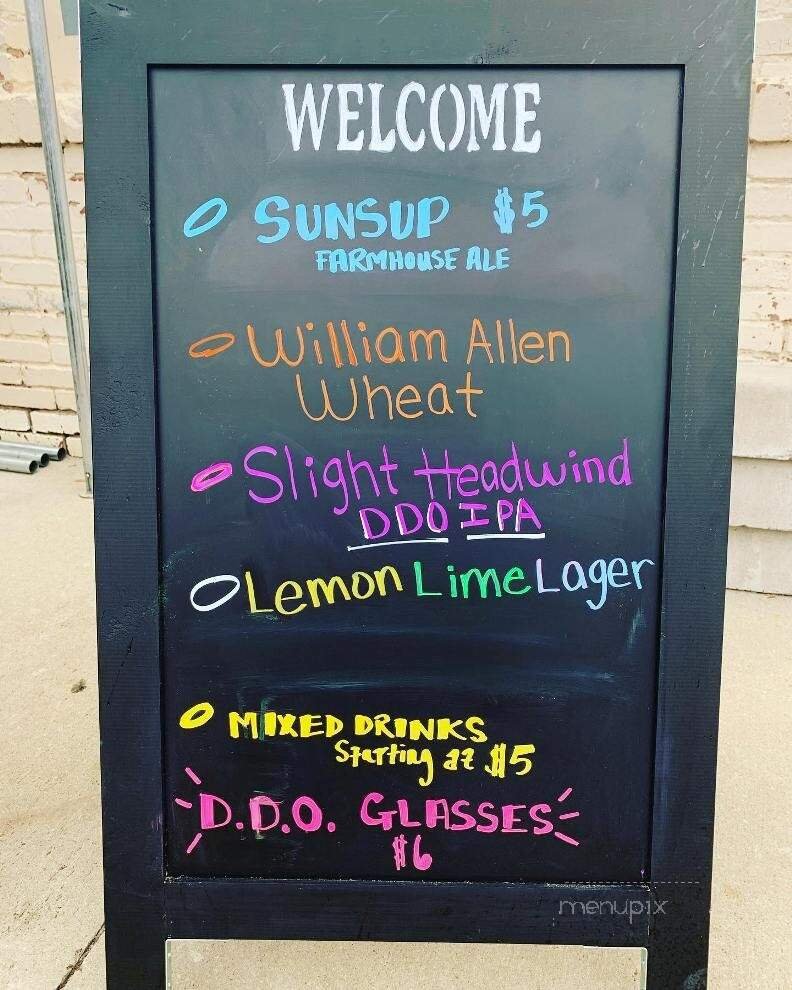 WELCOME
SUNSUP $5
FARMHOUSE ALE
William Allen
Wheat
Slight Headwind
DDO IPA
Lemon Lime Lager
MIXED DRINKS
Starting at $5
D.D.O. GLASSES
$6
menupix